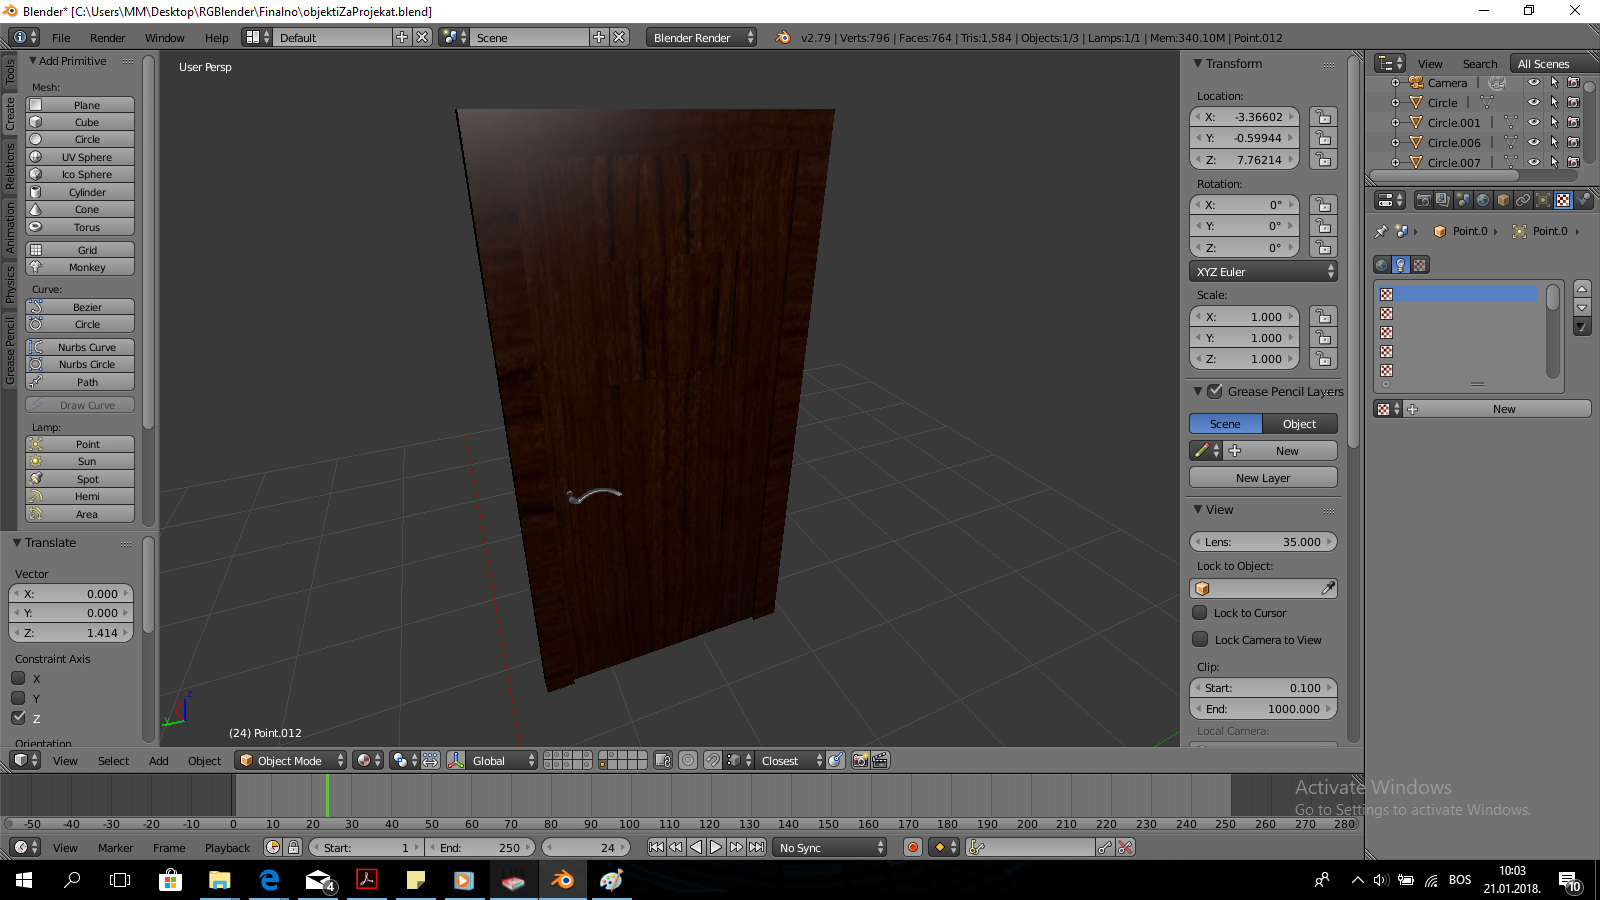 Blender* [C:\Users\MM\Desktop\RGBlender\Finalno\objektiZaProjekat.blend]
File Render Window Help Default Scene Blender Render v2.79 | Verts:796 | Faces:764 | Tris:1,584 | Objects:1/3 | Lamps:1/1 | Mem:340.10M | Point.012
Tools
Create
Relations
Animation
Physics
Grease Pencil
Add Primitive
Mesh:
Plane
Cube
Circle
UV Sphere
Ico Sphere
Cylinder
Cone
Torus
Grid
Monkey
Curve:
Bezier
Circle
Nurbs Curve
Nurbs Circle
Path
Draw Curve
Lamp:
Point
Sun
Spot
Hemi
Area
Translate
Vector
X: 0.000
Y: 0.000
Z: 1.414
Constraint Axis
X
Y
Z
Orientation
User Persp
(24) Point.012
Transform
Location:
X: -3.36602
Y: -0.59944
Z: 7.76214
Rotation:
X: 0°
Y: 0°
Z: 0°
XYZ Euler
Scale:
X: 1.000
Y: 1.000
Z: 1.000
Grease Pencil Layers
Scene Object
New
New Layer
View
Lens: 35.000
Lock to Object:
Lock to Cursor
Lock Camera to View
Clip:
Start: 0.100
End: 1000.000
Local Camera:
View Search All Scenes
Camera
Circle
Circle.001
Circle.006
Circle.007
Point.0 Point.0
New
View Select Add Object Object Mode Global Closest
Activate Windows
Go to Settings to activate Windows.
-50 -40 -30 -20 -10 0 10 20 30 40 50 60 70 80 90 100 110 120 130 140 150 160 170 180 190 200 210 220 230 240 250 260 270 280
View Marker Frame Playback Start: 1 End: 250 24 No Sync
4
BOS
10:03
21.01.2018.
10